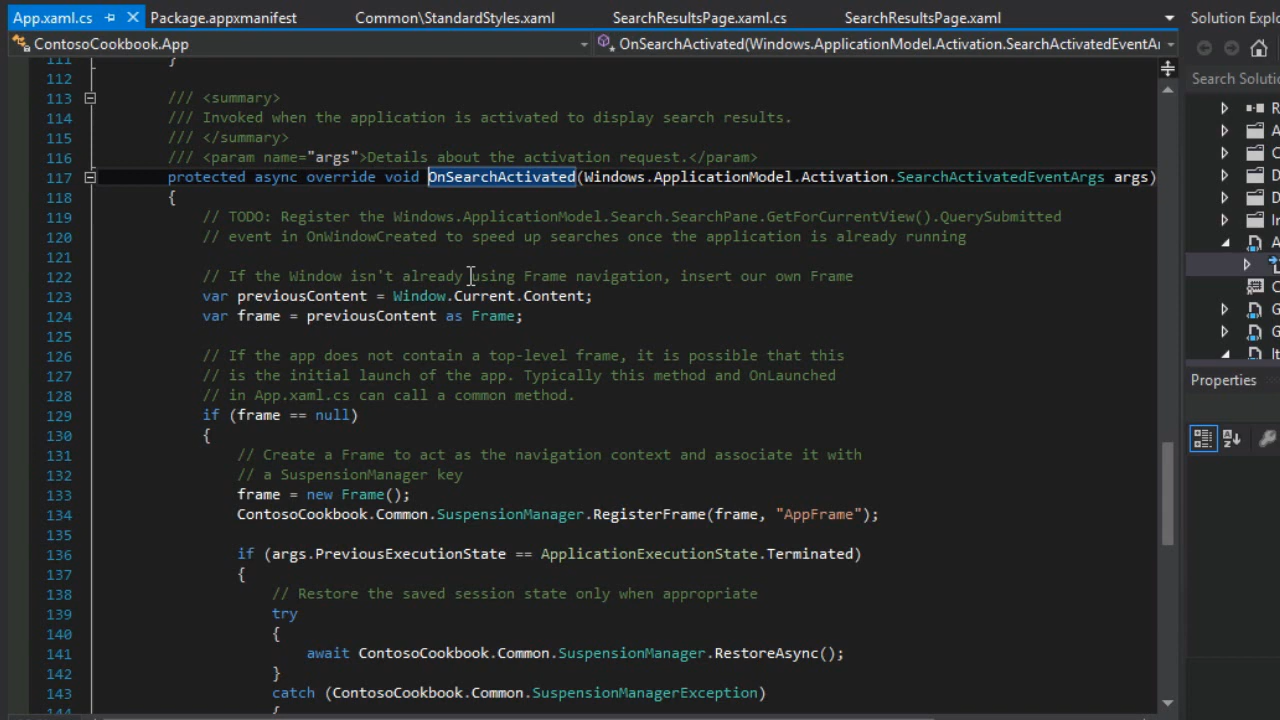 App.xaml.cs Package.appxmanifest Common\StandardStyles.xaml SearchResultsPage.xaml.cs SearchResultsPage.xaml Solution Explo
ContosoCookbook.App OnSearchActivated(Windows.ApplicationModel.Activation.SearchActivatedEventAr
Search Solutio
111 }
112
113 /// <summary>
114 /// Invoked when the application is activated to display search results.
115 /// </summary>
116 /// <param name="args">Details about the activation request.</param>
117 protected async override void OnSearchActivated(Windows.ApplicationModel.Activation.SearchActivatedEventArgs args)
118 {
119 // TODO: Register the Windows.ApplicationModel.Search.SearchPane.GetForCurrentView().QuerySubmitted
120 // event in OnWindowCreated to speed up searches once the application is already running
121
122 // If the Window isn't already using Frame navigation, insert our own Frame
123 var previousContent = Window.Current.Content;
124 var frame = previousContent as Frame;
125
126 // If the app does not contain a top-level frame, it is possible that this
127 // is the initial launch of the app. Typically this method and OnLaunched
128 // in App.xaml.cs can call a common method.
129 if (frame == null)
130 {
131 // Create a Frame to act as the navigation context and associate it with
132 // a SuspensionManager key
133 frame = new Frame();
134 ContosoCookbook.Common.SuspensionManager.RegisterFrame(frame, "AppFrame");
135
136 if (args.PreviousExecutionState == ApplicationExecutionState.Terminated)
137 {
138 // Restore the saved session state only when appropriate
139 try
140 {
141 await ContosoCookbook.Common.SuspensionManager.RestoreAsync();
142 }
143 catch (ContosoCookbook.Common.SuspensionManagerException)
144 {
Properties